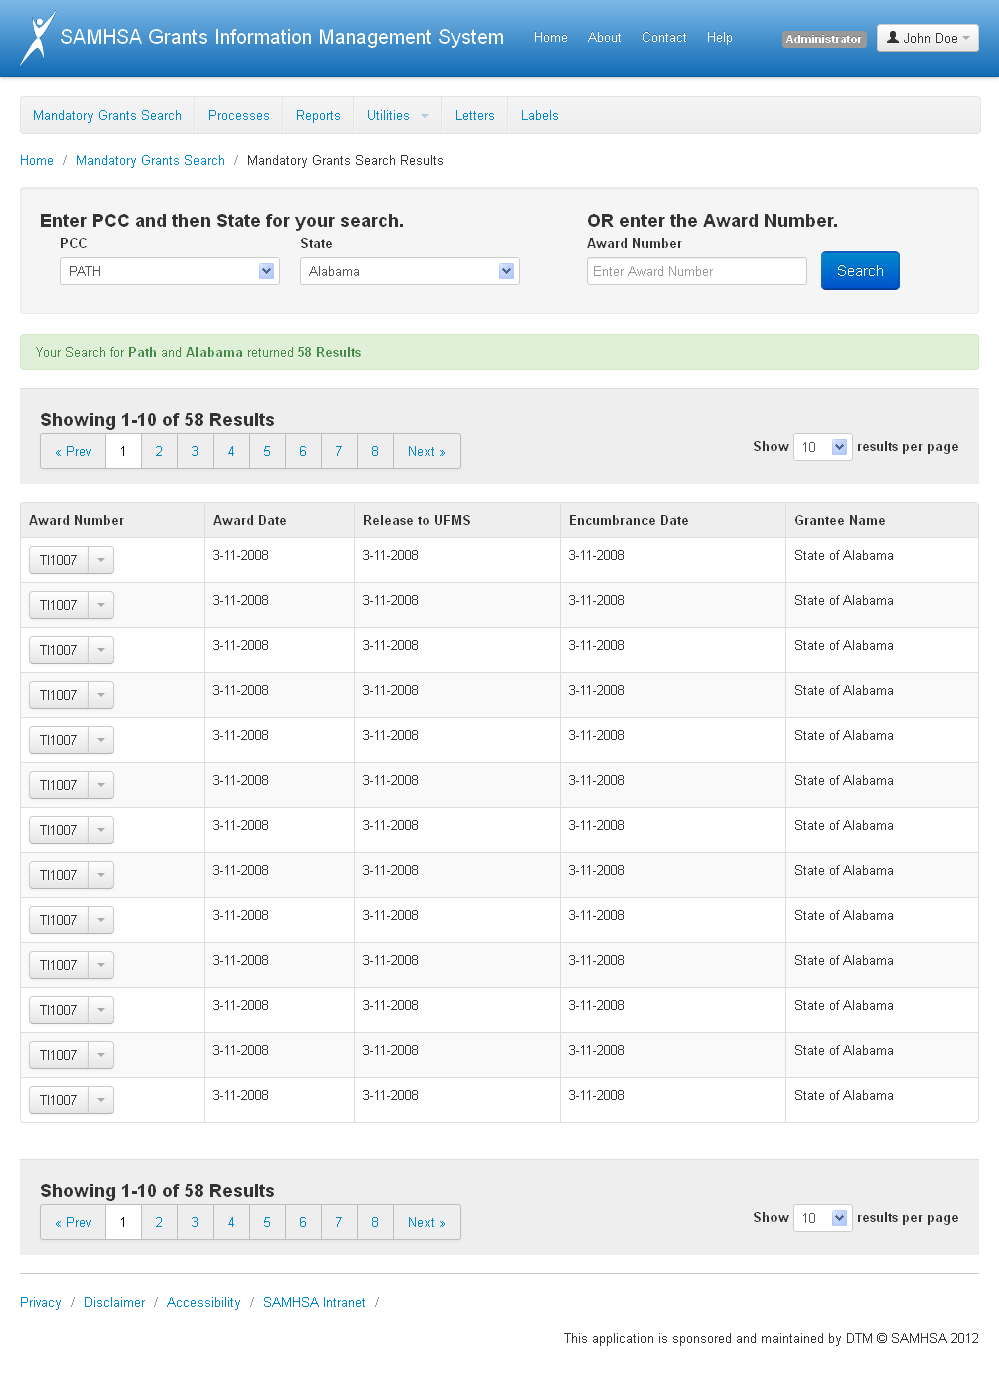 SAMHSA Grants Information Management System Home About Contact Help Administrator John Doe
Mandatory Grants Search Processes Reports Utilities Letters Labels
Home / Mandatory Grants Search / Mandatory Grants Search Results
Enter PCC and then State for your search. OR enter the Award Number.
PCC State Award Number
PATH Alabama Enter Award Number Search
Your Search for Path and Alabama returned 58 Results
Showing 1-10 of 58 Results
« Prev 1 2 3 4 5 6 7 8 Next » Show 10 results per page
Award Number Award Date Release to UFMS Encumbrance Date Grantee Name
TI1007 3-11-2008 3-11-2008 3-11-2008 State of Alabama
TI1007 3-11-2008 3-11-2008 3-11-2008 State of Alabama
TI1007 3-11-2008 3-11-2008 3-11-2008 State of Alabama
TI1007 3-11-2008 3-11-2008 3-11-2008 State of Alabama
TI1007 3-11-2008 3-11-2008 3-11-2008 State of Alabama
TI1007 3-11-2008 3-11-2008 3-11-2008 State of Alabama
TI1007 3-11-2008 3-11-2008 3-11-2008 State of Alabama
TI1007 3-11-2008 3-11-2008 3-11-2008 State of Alabama
TI1007 3-11-2008 3-11-2008 3-11-2008 State of Alabama
TI1007 3-11-2008 3-11-2008 3-11-2008 State of Alabama
TI1007 3-11-2008 3-11-2008 3-11-2008 State of Alabama
TI1007 3-11-2008 3-11-2008 3-11-2008 State of Alabama
TI1007 3-11-2008 3-11-2008 3-11-2008 State of Alabama
Showing 1-10 of 58 Results
« Prev 1 2 3 4 5 6 7 8 Next » Show 10 results per page
Privacy / Disclaimer / Accessibility / SAMHSA Intranet /
This application is sponsored and maintained by DTM © SAMHSA 2012